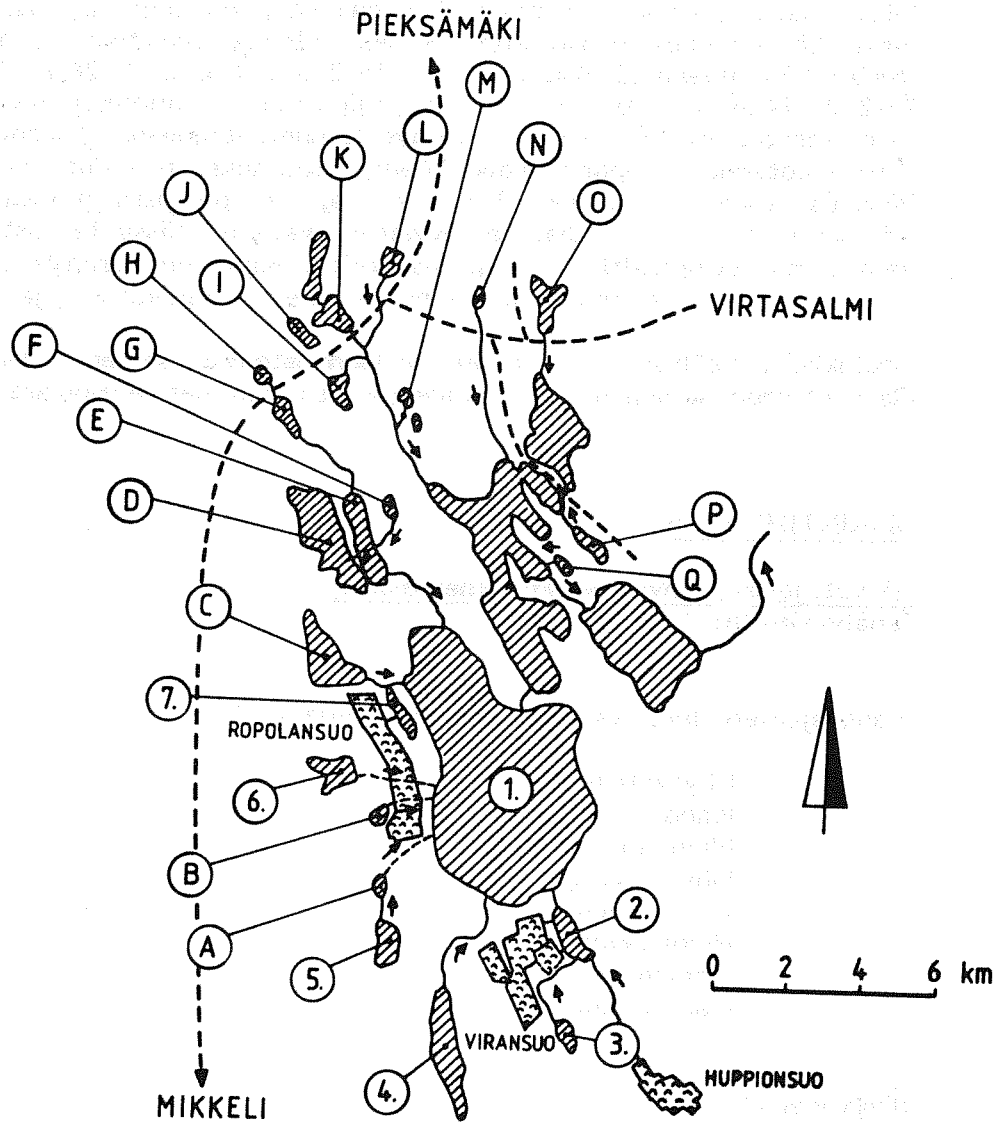 PIEKSÄMÄKI
M
L
N
K
O
J
H
I
VIRTASALMI
F
G
E
D
P
Q
C
7.
ROPOLANSUO
6.
1.
B
A
2.
5.
0 2 4 6 km
VIRANSUO
3.
4.
HUPPIONSUO
MIKKELI